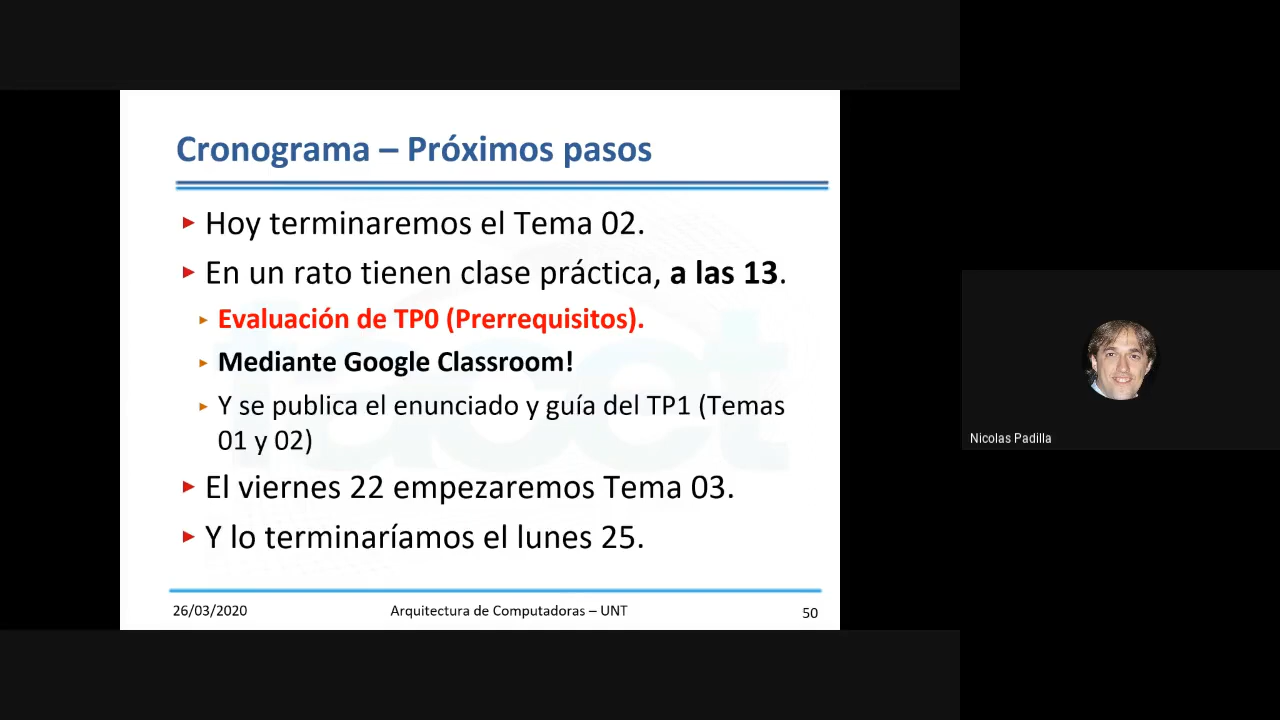 Cronograma – Próximos pasos
Hoy terminaremos el Tema 02.
En un rato tienen clase práctica, a las 13.
Evaluación de TP0 (Prerrequisitos).
Mediante Google Classroom!
Y se publica el enunciado y guía del TP1 (Temas
01 y 02)
El viernes 22 empezaremos Tema 03.
Y lo terminaríamos el lunes 25.
26/03/2020
Arquitectura de Computadoras – UNT
50
Nicolas Padilla